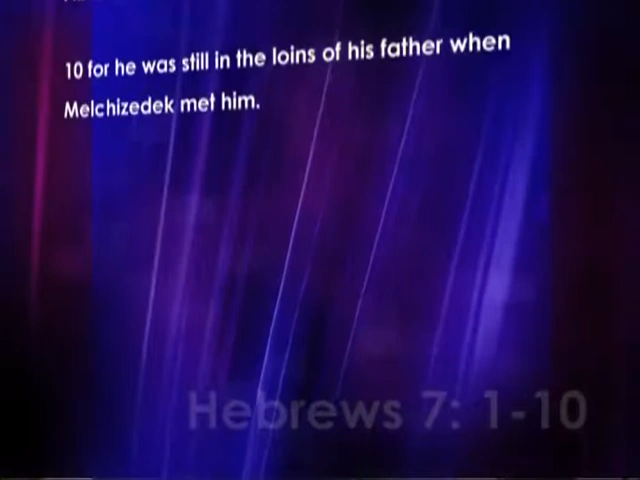 10 for he was still in the loins of his father when
Melchizedek met him.
Hebrews 7: 1-10